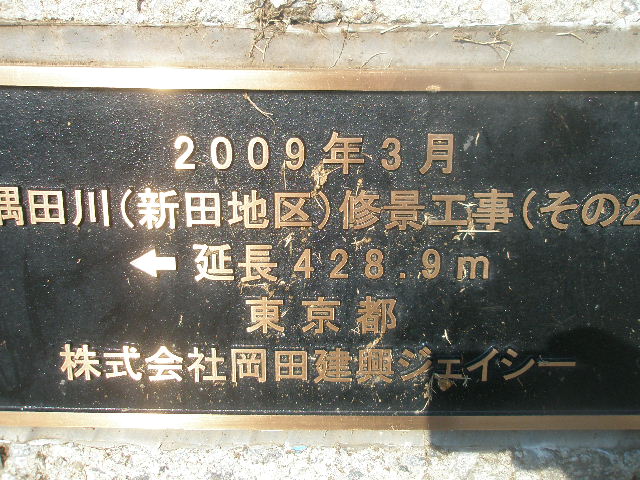 2009年3月
隅田川(新田地区)修景工事(その2
←延長428.9m
東京都
株式会社岡田建興ジェイシー